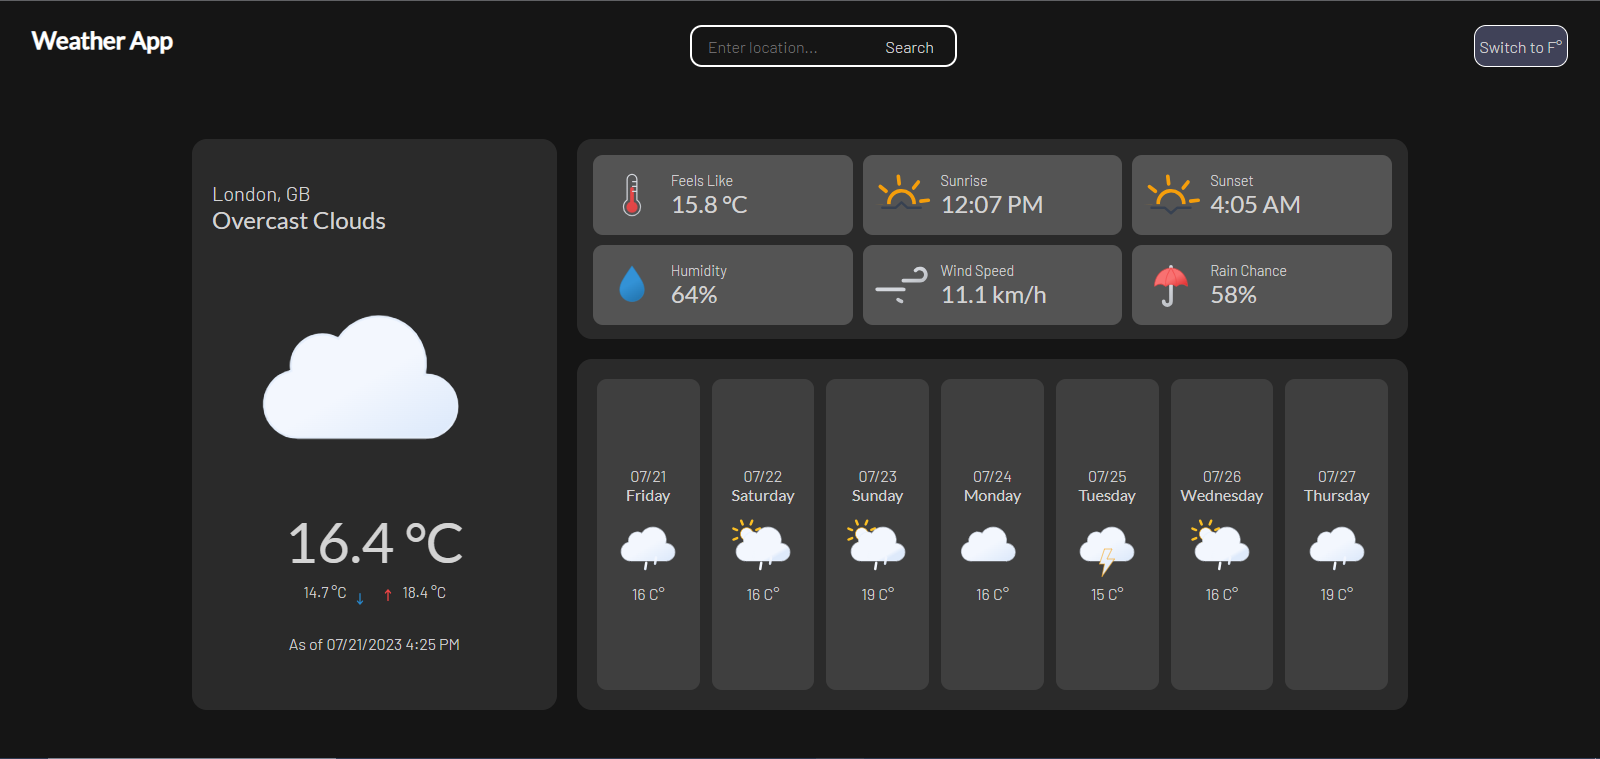 Weather App
Enter location...
Search
Switch to F°
London, GB
Overcast Clouds
16.4 °C
14.7 °C ↓ ↑ 18.4 °C
As of 07/21/2023 4:25 PM
Feels Like
15.8 °C
Sunrise
12:07 PM
Sunset
4:05 AM
Humidity
64%
Wind Speed
11.1 km/h
Rain Chance
58%
07/21
Friday
16 C°
07/22
Saturday
16 C°
07/23
Sunday
19 C°
07/24
Monday
16 C°
07/25
Tuesday
15 C°
07/26
Wednesday
16 C°
07/27
Thursday
19 C°